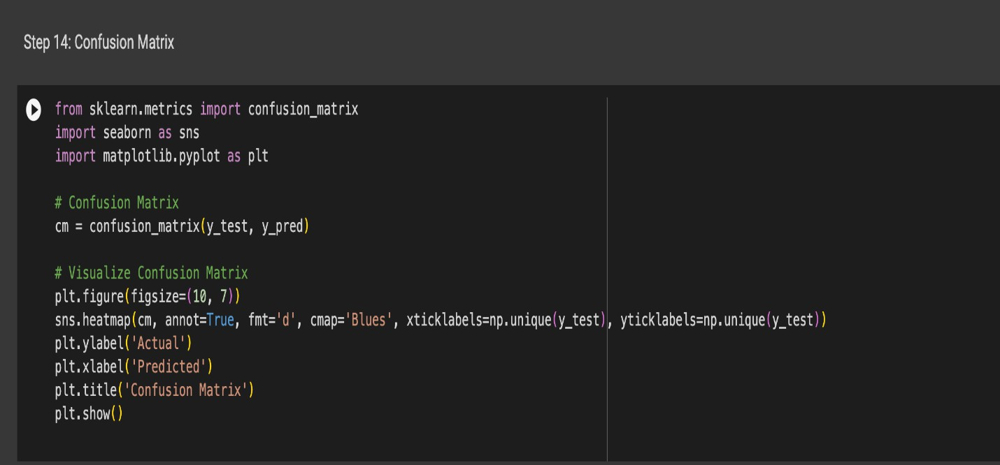 Step 14: Confusion Matrix
from sklearn.metrics import confusion_matrix
import seaborn as sns
import matplotlib.pyplot as plt
# Confusion Matrix
cm = confusion_matrix(y_test, y_pred)
# Visualize Confusion Matrix
plt.figure(figsize=(10, 7))
sns.heatmap(cm, annot=True, fmt='d', cmap='Blues', xticklabels=np.unique(y_test), yticklabels=np.unique(y_test))
plt.ylabel('Actual')
plt.xlabel('Predicted')
plt.title('Confusion Matrix')
plt.show()